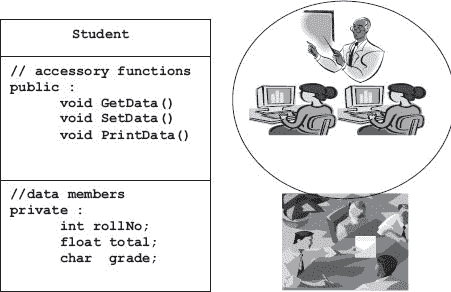 Student
// accessory functions
public :
void GetData()
void SetData()
void PrintData()
//data members
private :
int rollNo;
float total;
char grade;